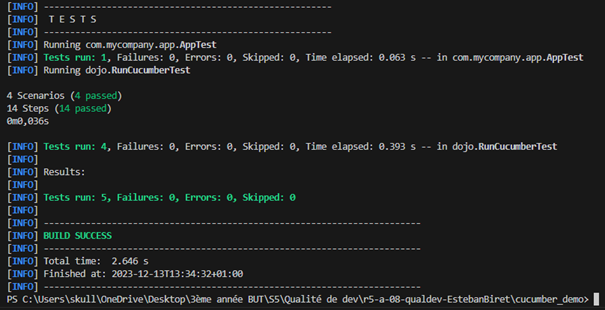 [INFO] -------------------------------------------------------
[INFO]  T E S T S
[INFO] -------------------------------------------------------
[INFO] Running com.mycompany.app.AppTest
[INFO] Tests run: 1, Failures: 0, Errors: 0, Skipped: 0, Time elapsed: 0.063 s -- in com.mycompany.app.AppTest
[INFO] Running dojo.RunCucumberTest
4 Scenarios (4 passed)
14 Steps (14 passed)
0m0,036s
[INFO] Tests run: 4, Failures: 0, Errors: 0, Skipped: 0, Time elapsed: 0.393 s -- in dojo.RunCucumberTest
[INFO]
[INFO] Results:
[INFO]
[INFO] Tests run: 5, Failures: 0, Errors: 0, Skipped: 0
[INFO]
[INFO] ------------------------------------------------------------------------
[INFO] BUILD SUCCESS
[INFO] ------------------------------------------------------------------------
[INFO] Total time:  2.646 s
[INFO] Finished at: 2023-12-13T13:34:32+01:00
[INFO] ------------------------------------------------------------------------
PS C:\Users\skull\OneDrive\Desktop\3ème année BUT\S5\Qualité de dev\r5-a-08-qualdev-EstebanBiret\cucumber_demo>